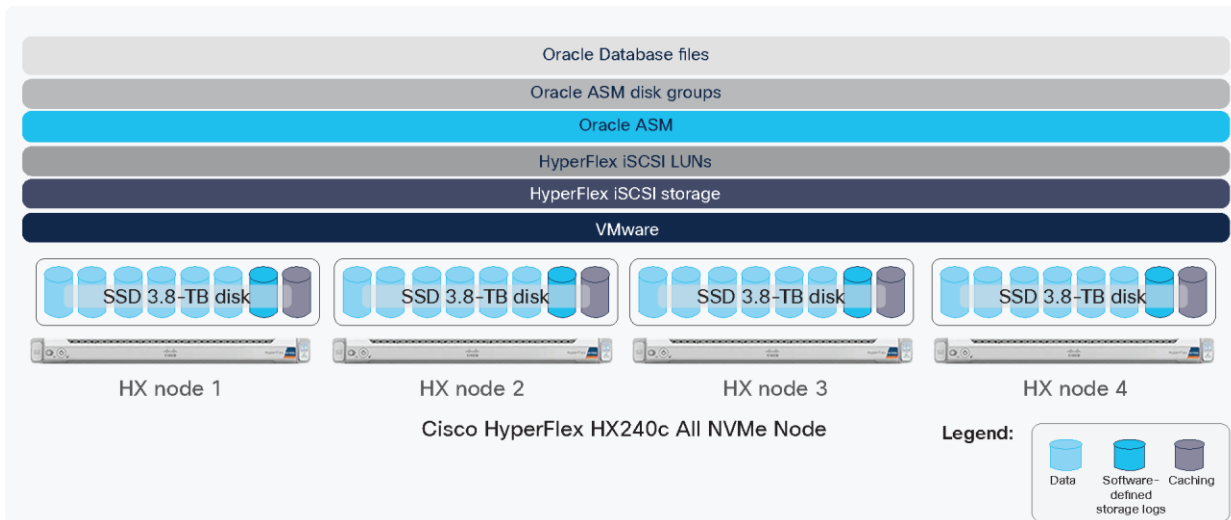 Oracle Database files
Oracle ASM disk groups
Oracle ASM
HyperFlex iSCSI LUNs
HyperFlex iSCSI storage
VMware
SSD 3.8-TB disk
SSD 3.8-TB disk
SSD 3.8-TB disk
SSD 3.8-TB disk
HX node 1
HX node 2
HX node 3
HX node 4
Cisco HyperFlex HX240c All NVMe Node
Legend:
Data
Software-
defined
storage logs
Caching